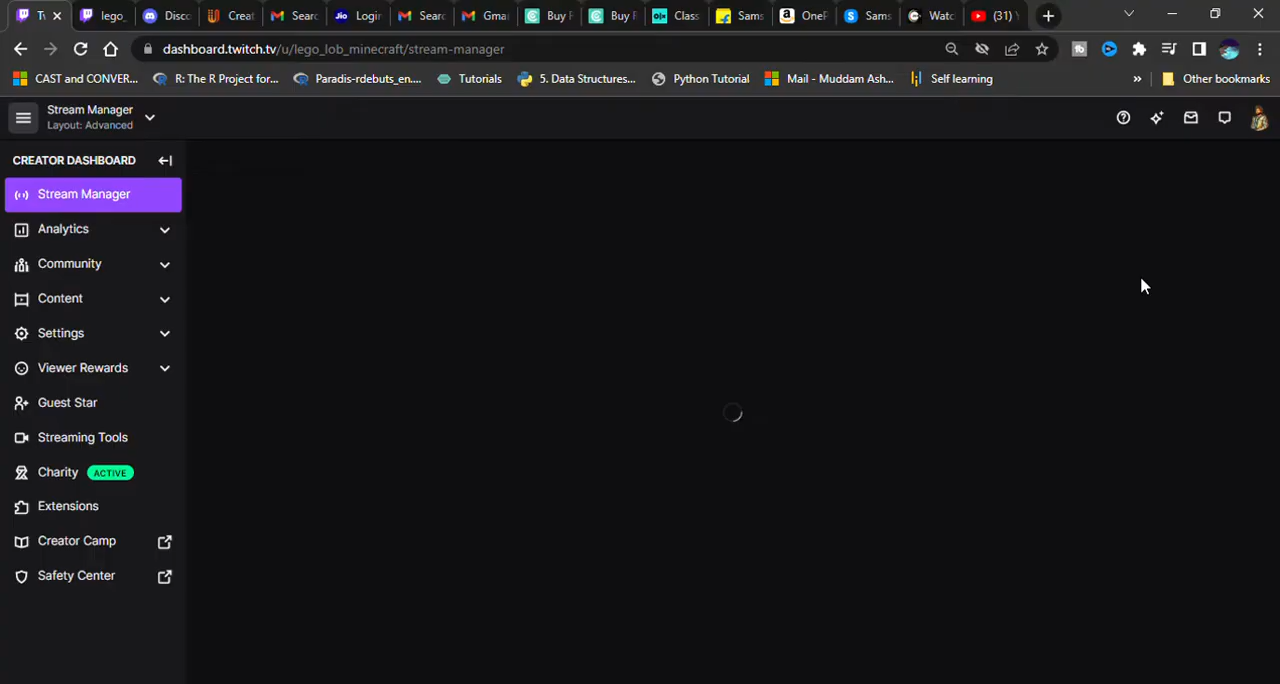 Tw
lego_
Disco
Creat
Searc
Login
Searc
Gmai
Buy F
Buy F
Class
Sams
OneP
Sams
Watc
(31)
dashboard.twitch.tv/u/lego_lob_minecraft/stream-manager
CAST and CONVER...
R: The R Project for...
Paradis-rdebuts_en....
Tutorials
5. Data Structures...
Python Tutorial
Mail - Muddam Ash...
Self learning
»
Other bookmarks
Stream Manager
Layout: Advanced
CREATOR DASHBOARD
Stream Manager
Analytics
Community
Content
Settings
Viewer Rewards
Guest Star
Streaming Tools
Charity ACTIVE
Extensions
Creator Camp
Safety Center